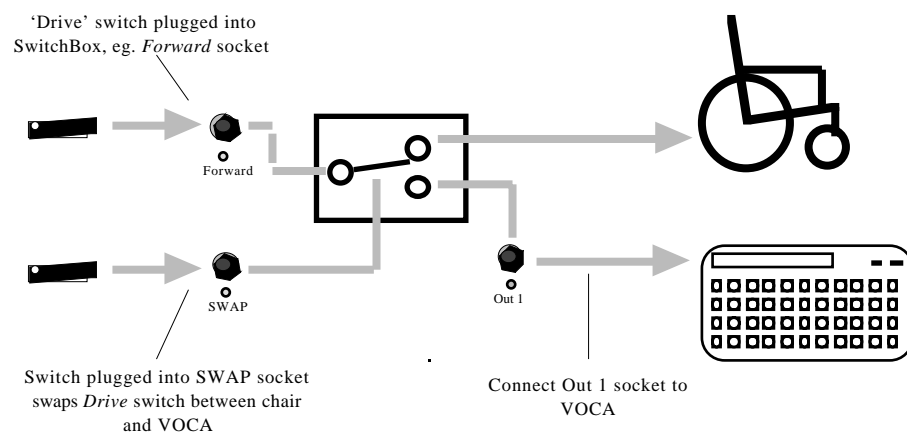 ‘Drive’ switch plugged into
SwitchBox, eg. Forward socket
Forward
SWAP
Out 1
Switch plugged into SWAP socket
swaps Drive switch between chair
and VOCA
Connect Out 1 socket to
VOCA